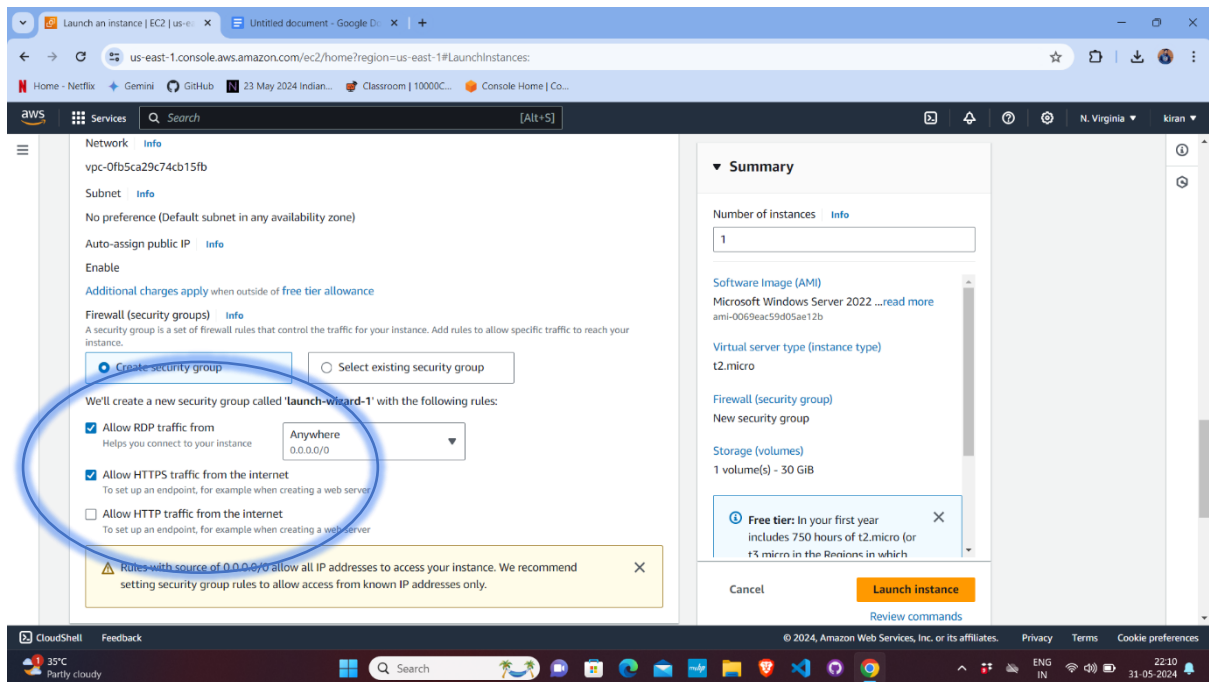 Launch an instance | EC2 | us-ea
Untitled document - Google Do
us-east-1.console.aws.amazon.com/ec2/home?region=us-east-1#LaunchInstances:
Home - Netflix
Gemini
GitHub
23 May 2024 Indian...
Classroom | 10000C...
Console Home | Co...
aws
Services
Search
[Alt+S]
N. Virginia
kiran
Network
Info
vpc-0fb5ca29c74cb15fb
Subnet
Info
No preference (Default subnet in any availability zone)
Auto-assign public IP
Info
Enable
Additional charges apply when outside of free tier allowance
Firewall (security groups)
Info
A security group is a set of firewall rules that control the traffic for your instance. Add rules to allow specific traffic to reach your
instance.
Create security group
Select existing security group
We'll create a new security group called 'launch-wizard-1' with the following rules:
Allow RDP traffic from
Helps you connect to your instance
Anywhere
0.0.0.0/0
Allow HTTPS traffic from the internet
To set up an endpoint, for example when creating a web server
Allow HTTP traffic from the internet
To set up an endpoint, for example when creating a web server
Rules with source of 0.0.0.0/0 allow all IP addresses to access your instance. We recommend
setting security group rules to allow access from known IP addresses only.
Summary
Number of instances
Info
1
Software Image (AMI)
Microsoft Windows Server 2022 ...read more
ami-0069eac59d05ae12b
Virtual server type (instance type)
t2.micro
Firewall (security group)
New security group
Storage (volumes)
1 volume(s) - 30 GiB
Free tier: In your first year
includes 750 hours of t2.micro (or
t3.micro in the Regions in which
Cancel
Launch instance
Review commands
CloudShell
Feedback
© 2024, Amazon Web Services, Inc. or its affiliates.
Privacy
Terms
Cookie preferences
1
35°C
Partly cloudy
Search
ENG
IN
22:10
31-05-2024